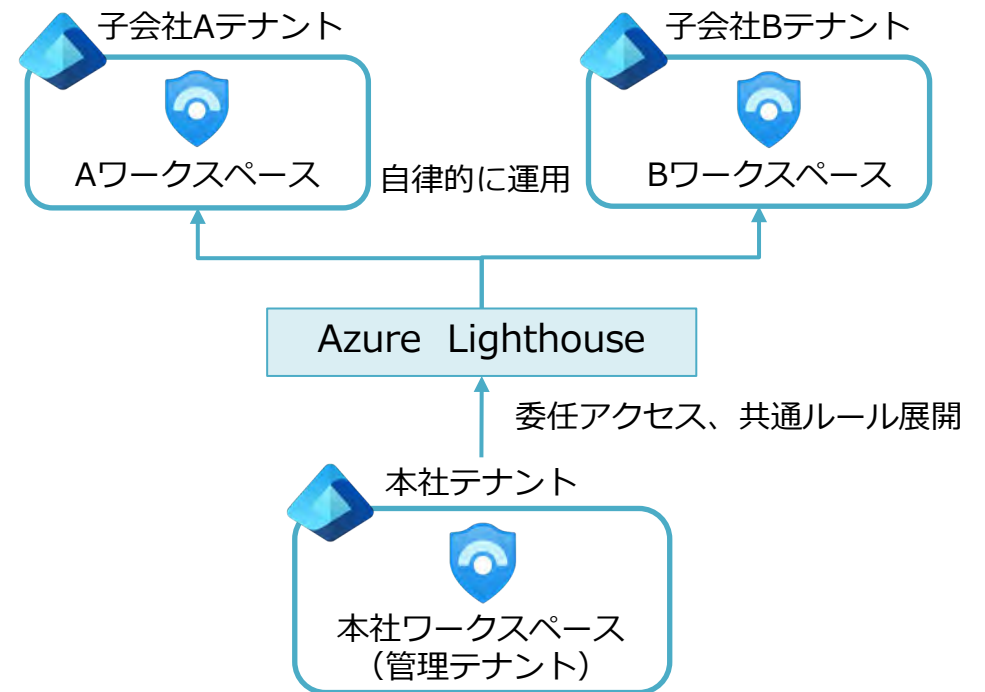 子会社Aテナント
子会社Bテナント
Aワークスペース
自律的に運用
Bワークスペース
Azure Lighthouse
委任アクセス、共通ルール展開
本社テナント
本社ワークスペース
（管理テナント）